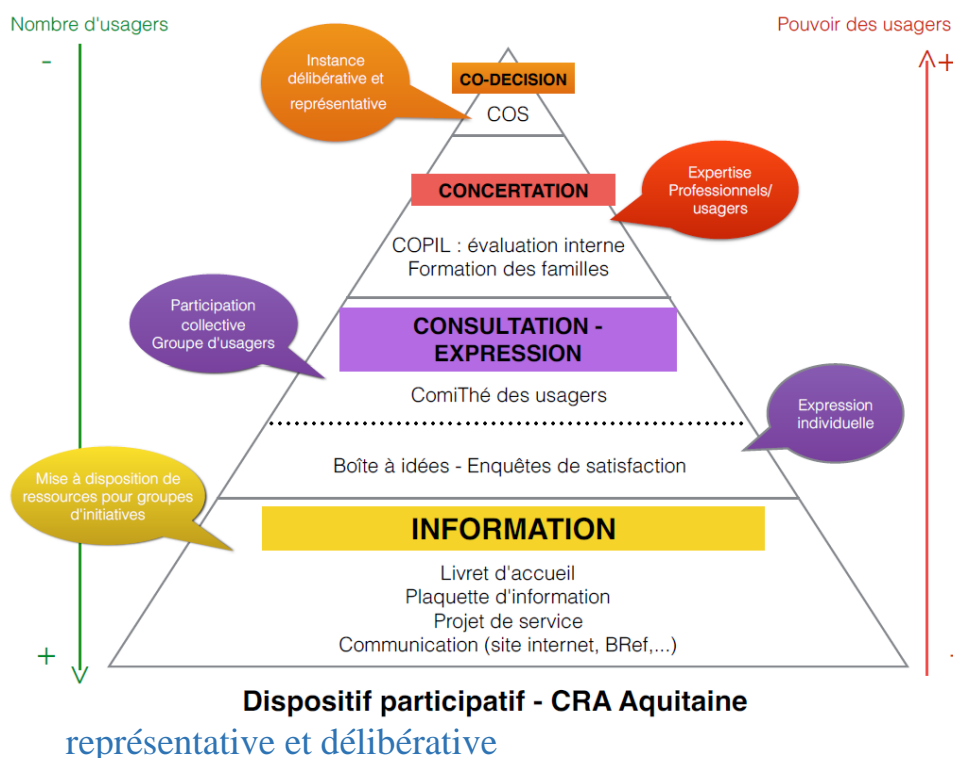 Nombre d'usagers
Pouvoir des usagers
-
+
Instance
délibérative et
représentative
CO-DECISION
COS
CONCERTATION
Expertise
Professionnels/
usagers
COPIL : évaluation interne
Formation des familles
Participation
collective
Groupe d'usagers
CONSULTATION -
EXPRESSION
ComiThé des usagers
Expression
individuelle
Boîte à idées - Enquêtes de satisfaction
Mise à disposition de
ressources pour groupes
d'initiatives
INFORMATION
Livret d'accueil
Plaquette d'information
Projet de service
Communication (site internet, BRef,...)
+
-
Dispositif participatif - CRA Aquitaine
représentative et délibérative